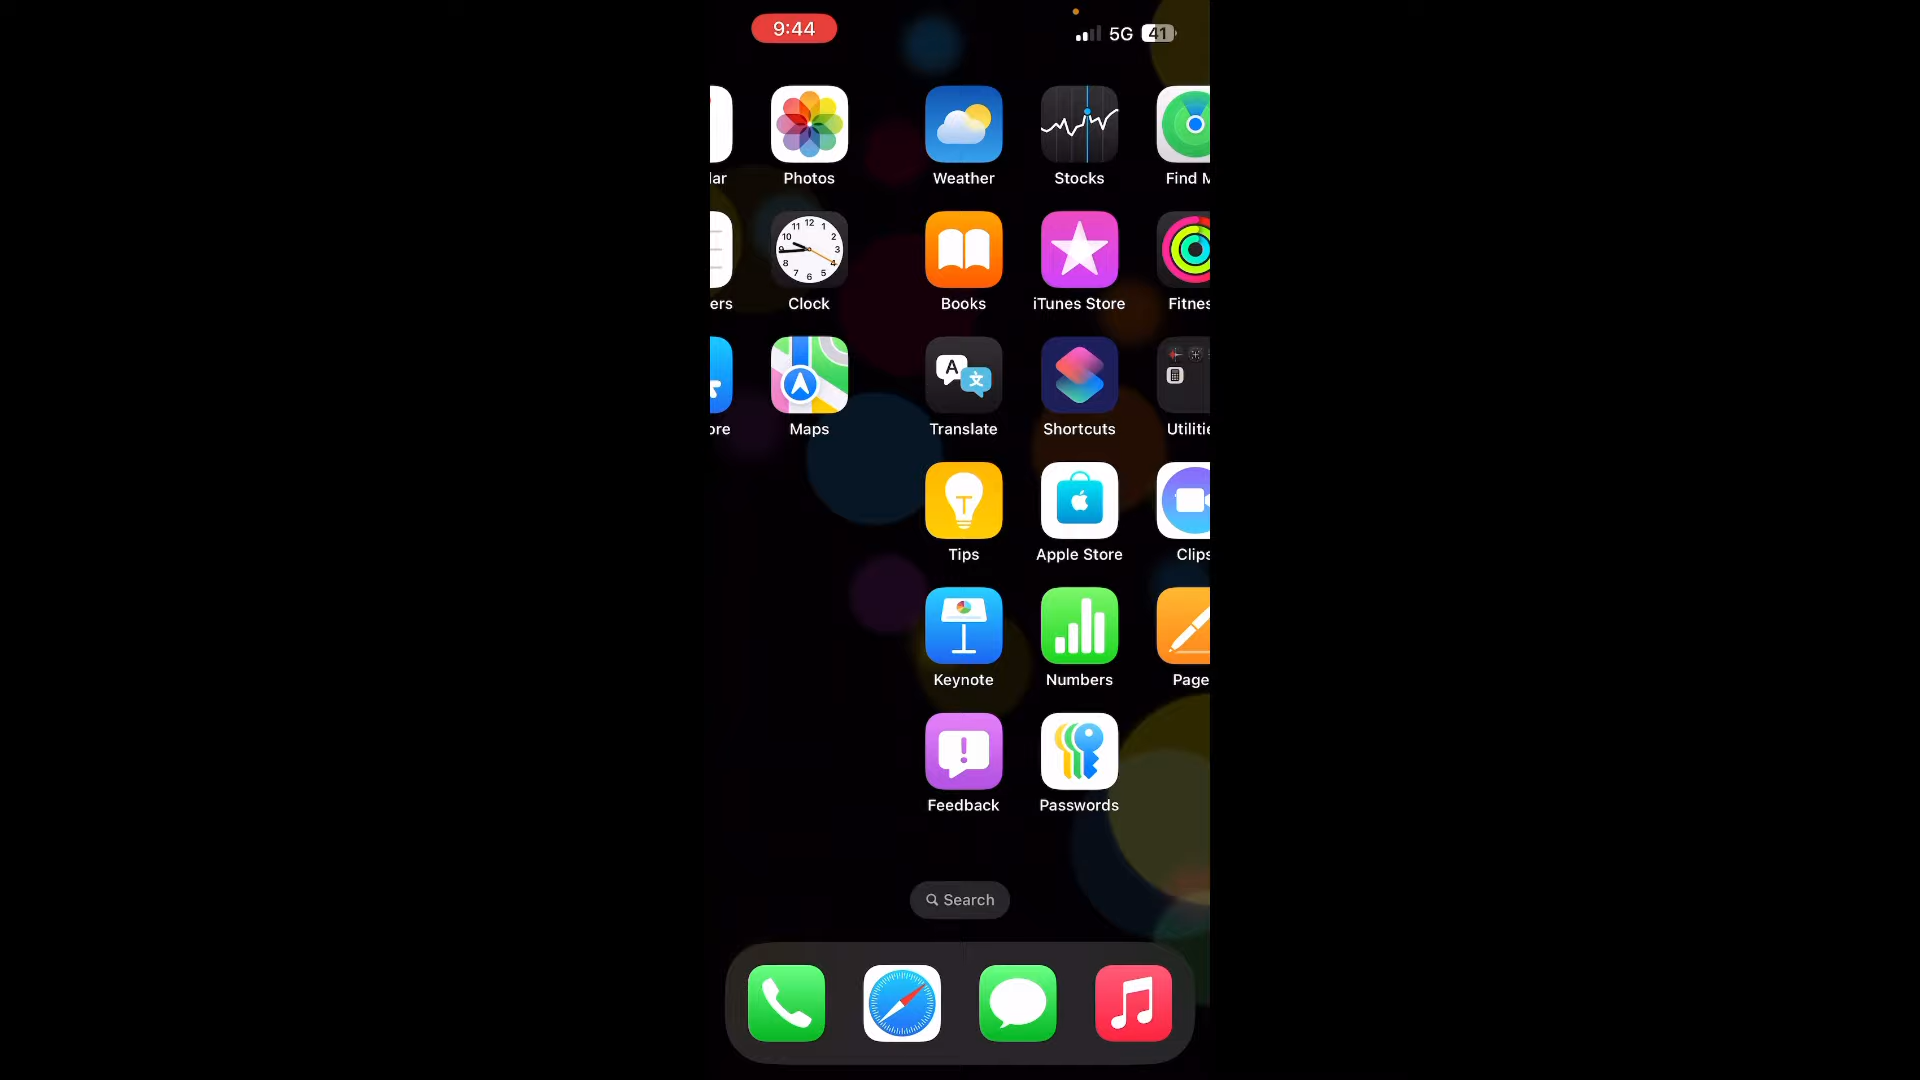 9:44
5G 41
lar Photos Weather Stocks Find M
ers Clock Books iTunes Store Fitnes
ore Maps Translate Shortcuts Utilitie
Tips Apple Store Clips
Keynote Numbers Page
Feedback Passwords
Search